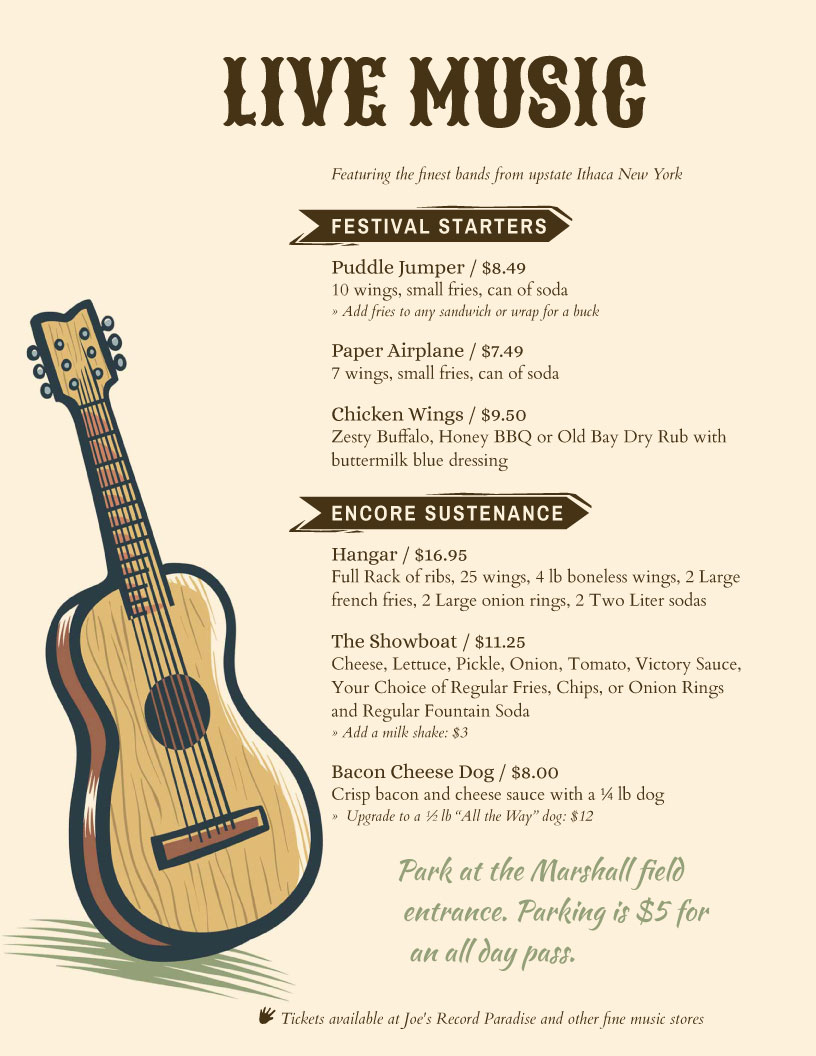 LIVE MUSIC
Featuring the finest bands from upstate Ithaca New York
FESTIVAL STARTERS
Puddle Jumper / $8.49
10 wings, small fries, can of soda
» Add fries to any sandwich or wrap for a buck
Paper Airplane / $7.49
7 wings, small fries, can of soda
Chicken Wings / $9.50
Zesty Buffalo, Honey BBQ or Old Bay Dry Rub with
buttermilk blue dressing
ENCORE SUSTENANCE
Hangar / $16.95
Full Rack of ribs, 25 wings, 4 lb boneless wings, 2 Large
french fries, 2 Large onion rings, 2 Two Liter sodas
The Showboat / $11.25
Cheese, Lettuce, Pickle, Onion, Tomato, Victory Sauce,
Your Choice of Regular Fries, Chips, or Onion Rings
and Regular Fountain Soda
» Add a milk shake: $3
Bacon Cheese Dog / $8.00
Crisp bacon and cheese sauce with a ¼ lb dog
» Upgrade to a ½ lb “All the Way” dog: $12
Park at the Marshall field
entrance. Parking is $5 for
an all day pass.
Tickets available at Joe's Record Paradise and other fine music stores